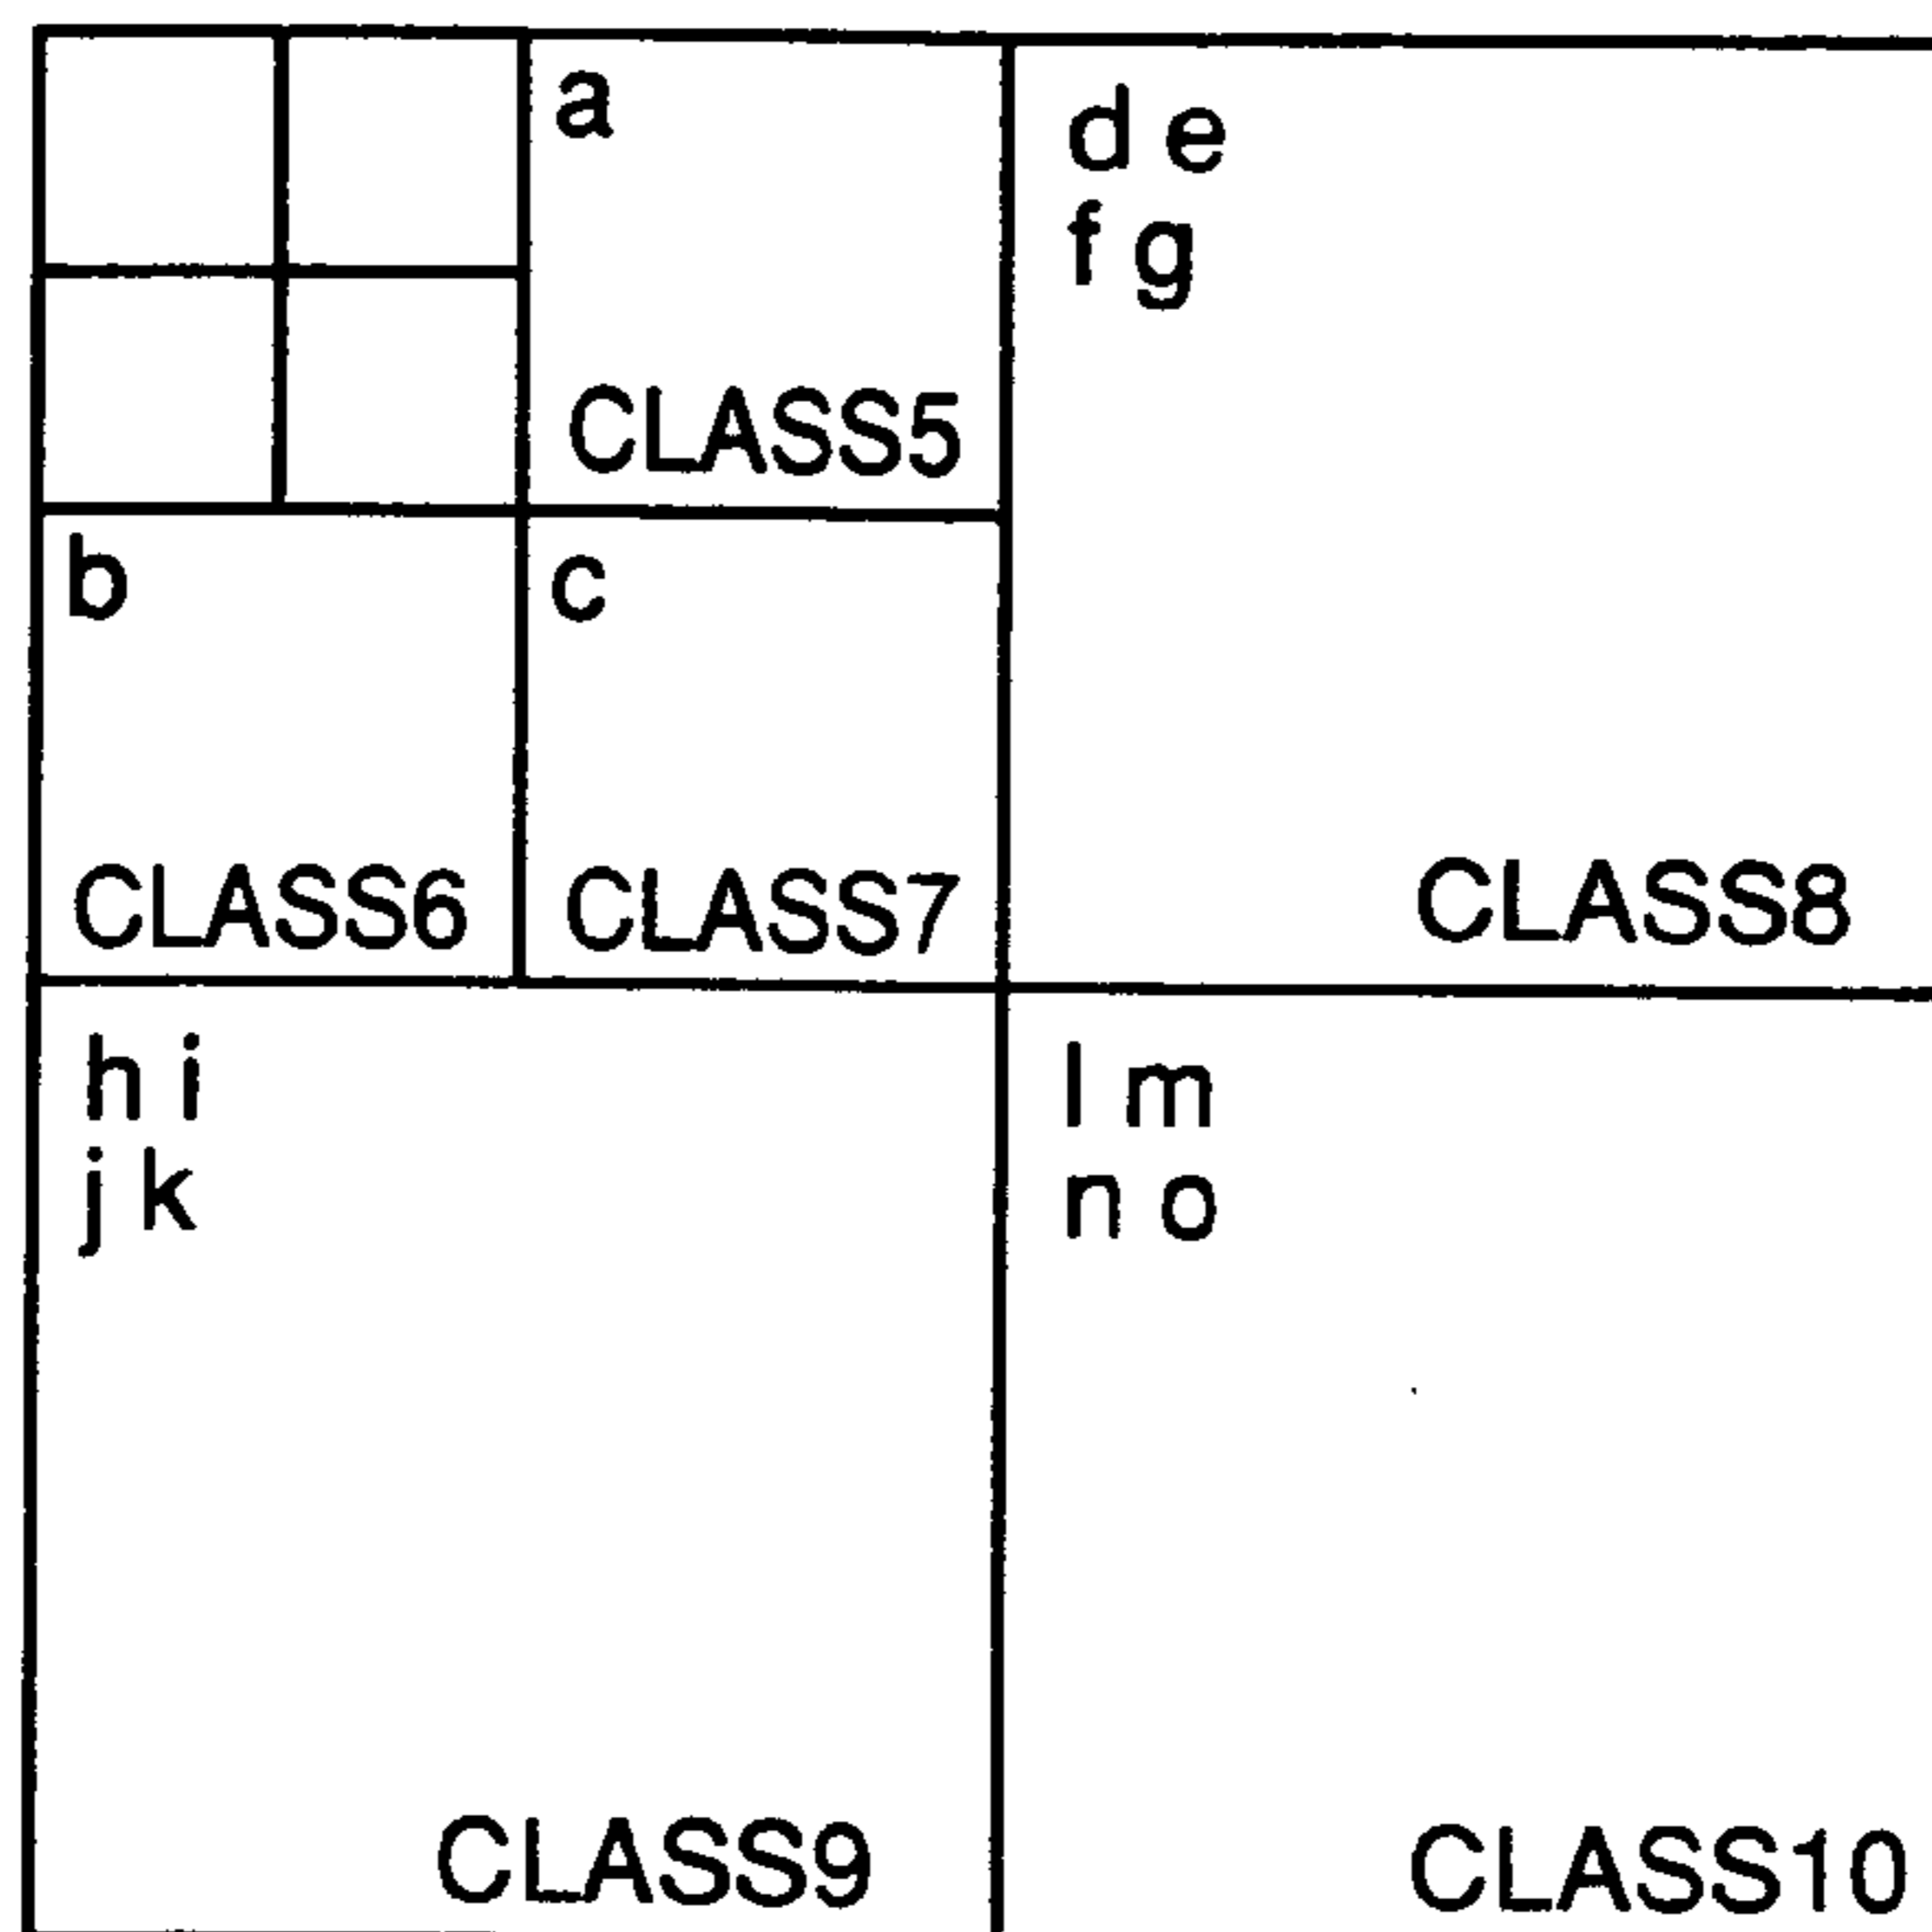 a
CLASS5
b
CLASS6
c
CLASS7
d e
f g
CLASS8
h i
j k
CLASS9
l m
n o
CLASS10